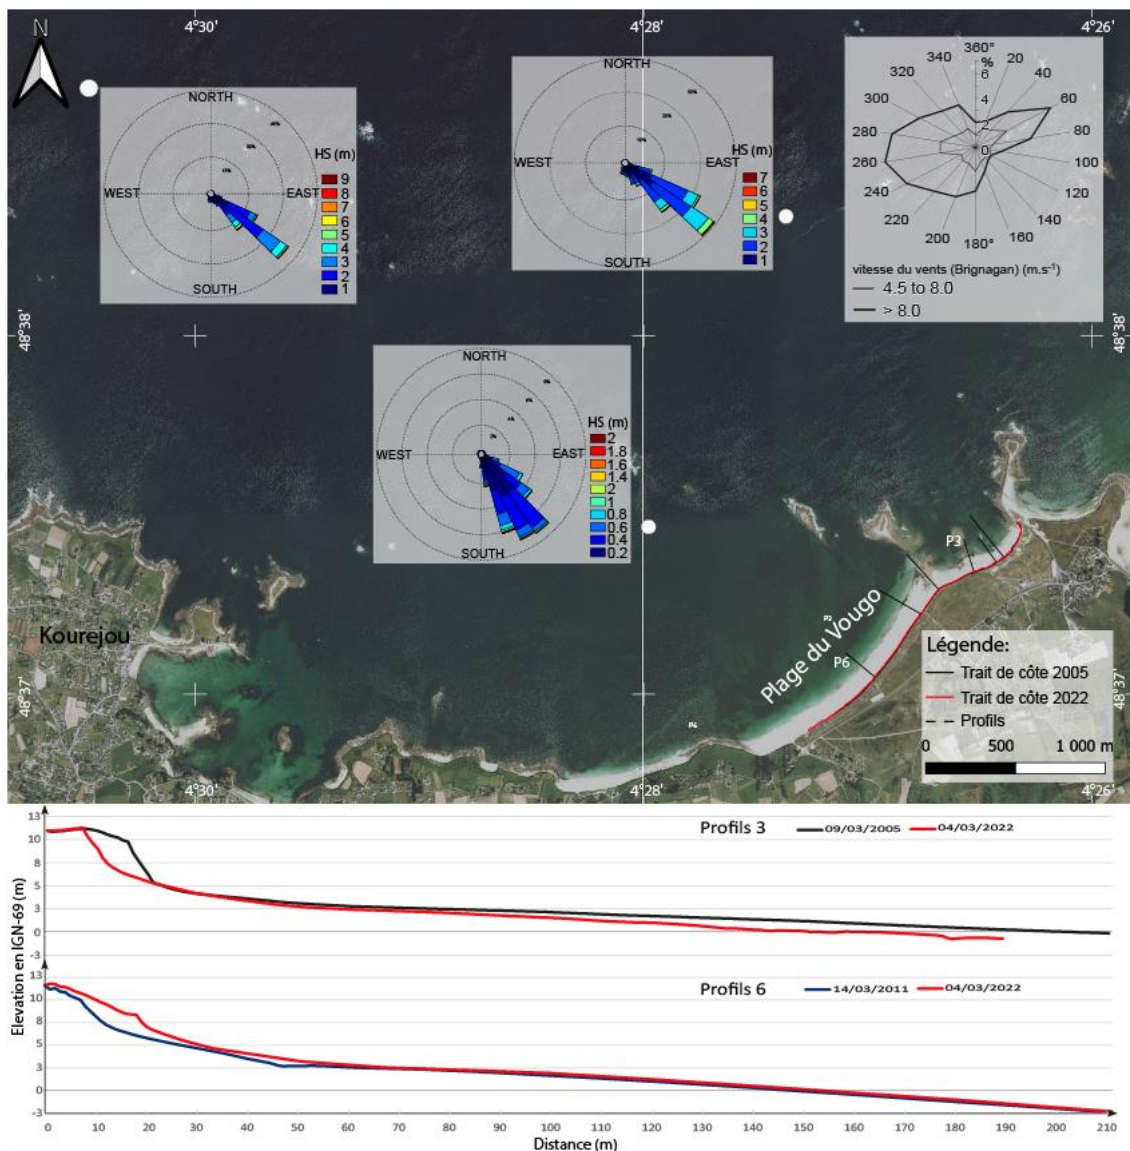 N
4°30'
4°28'
4°26'
NORTH
WEST
EAST
SOUTH
HS (m)
9
8
7
6
5
4
3
2
1
NORTH
WEST
EAST
SOUTH
HS (m)
7
6
5
4
3
2
1
360°
%
20
40
60
80
100
120
140
160
180°
200
220
240
260
280
300
320
340
6
4
2
0
vitesse du vents (Brignagan) (m.s⁻¹)
4.5 to 8.0
> 8.0
48°38'
48°38'
NORTH
WEST
EAST
SOUTH
HS (m)
2
1.8
1.6
1.4
2
1
0.8
0.6
0.4
0.2
P3
Kourejou
Plage du Vougo
P2
P6
P6
Légende:
Trait de côte 2005
Trait de côte 2022
Profils
0 500 1 000 m
48°37'
48°37'
4°30'
4°28'
4°26'
Elevation en IGN-69 (m)
Profils 3 09/03/2005 04/03/2022
13
10
8
5
3
0
-3
Profils 6 14/03/2011 04/03/2022
13
10
8
5
3
0
-3
0 10 20 30 40 50 60 70 80 90 100 110 120 130 140 150 160 170 180 190 200 210
Distance (m)